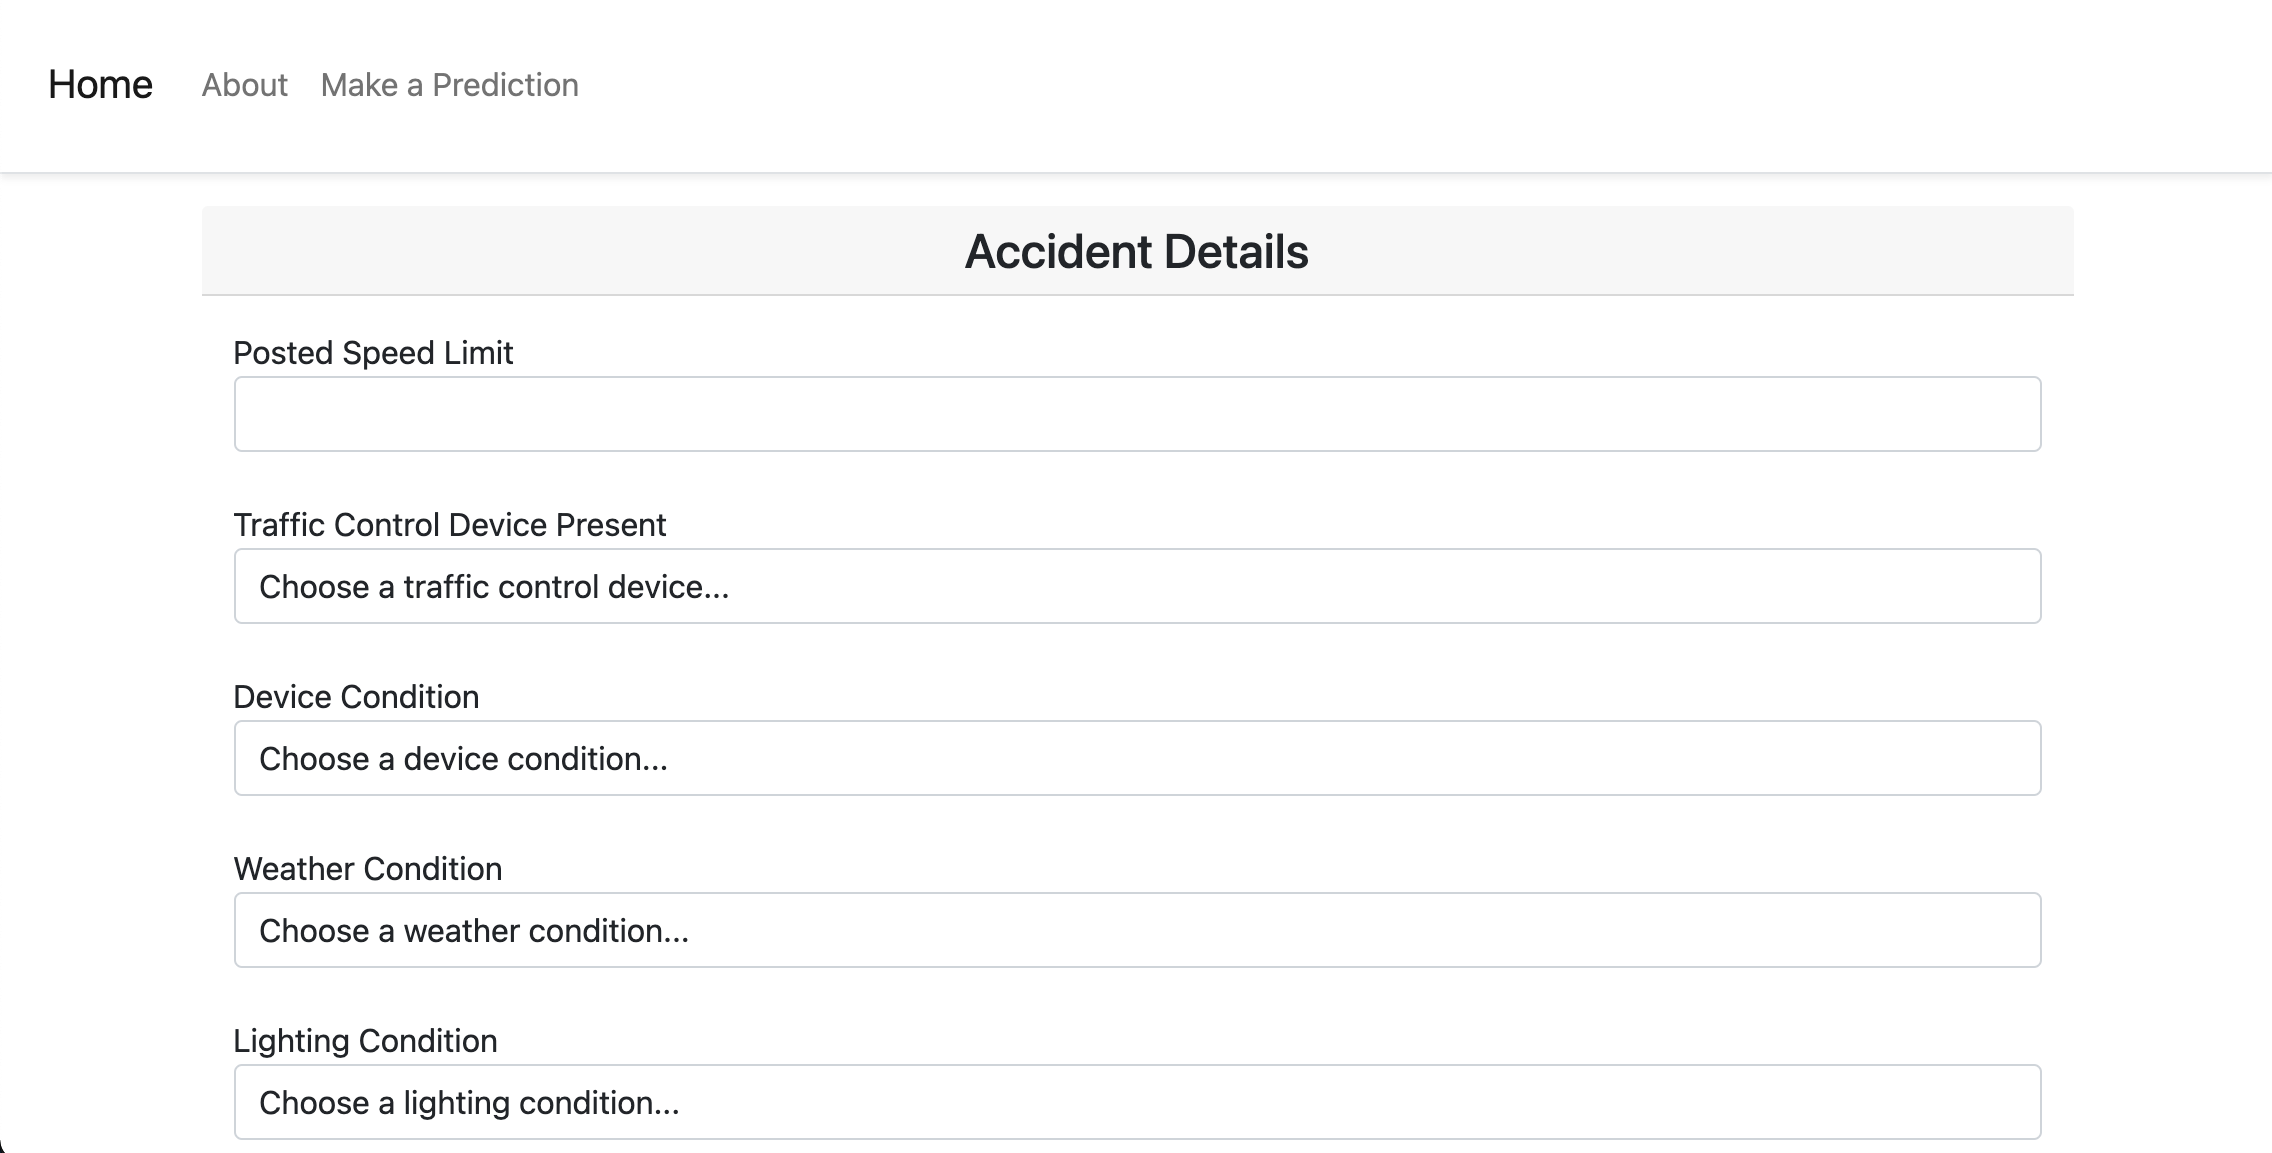 Home About Make a Prediction
Accident Details
Posted Speed Limit
Traffic Control Device Present
Choose a traffic control device...
Device Condition
Choose a device condition...
Weather Condition
Choose a weather condition...
Lighting Condition
Choose a lighting condition...